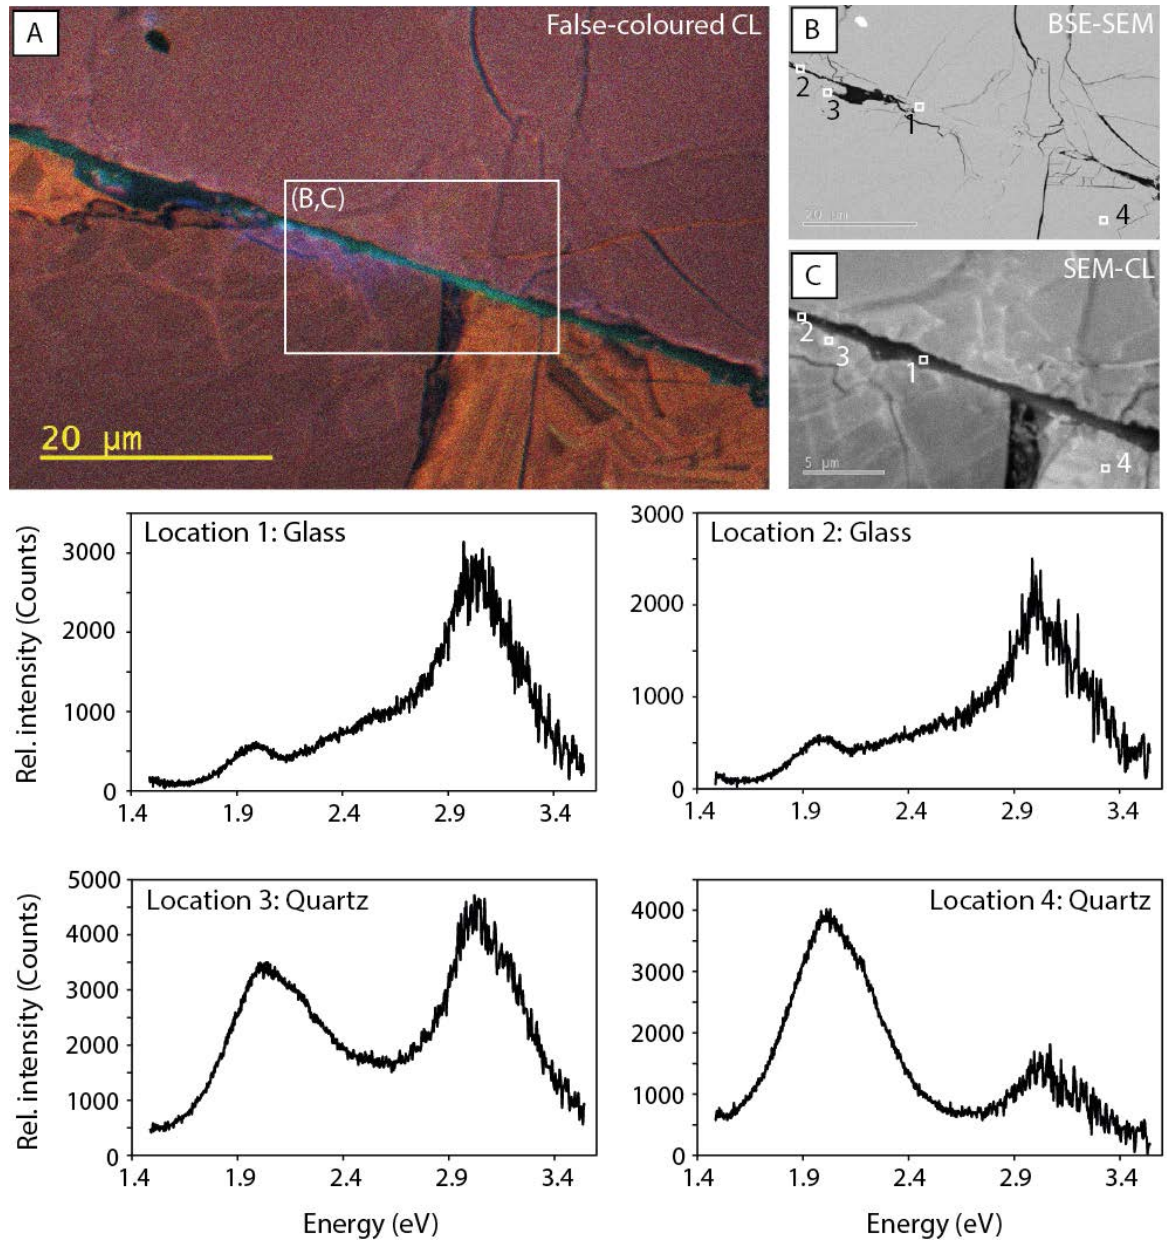 A
False-coloured CL
(B,C)
20 µm
B
BSE-SEM
2
3
1
4
20 µm
C
SEM-CL
2
3
1
4
5 µm
Location 1: Glass
Rel. intensity (Counts)
3000
2000
1000
0
1.4 1.9 2.4 2.9 3.4
Location 2: Glass
3000
2000
1000
0
1.4 1.9 2.4 2.9 3.4
Location 3: Quartz
Rel. intensity (Counts)
5000
4000
3000
2000
1000
0
1.4 1.9 2.4 2.9 3.4
Energy (eV)
Location 4: Quartz
4000
3000
2000
1000
0
1.4 1.9 2.4 2.9 3.4
Energy (eV)